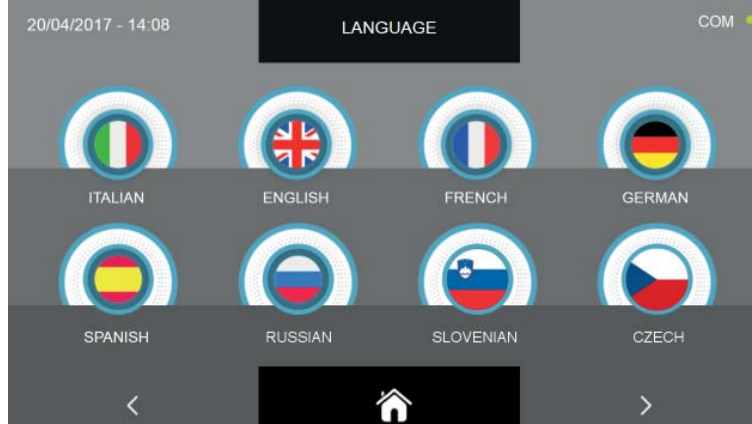 20/04/2017 - 14:08
LANGUAGE
COM
ITALIAN
ENGLISH
FRENCH
GERMAN
SPANISH
RUSSIAN
SLOVENIAN
CZECH